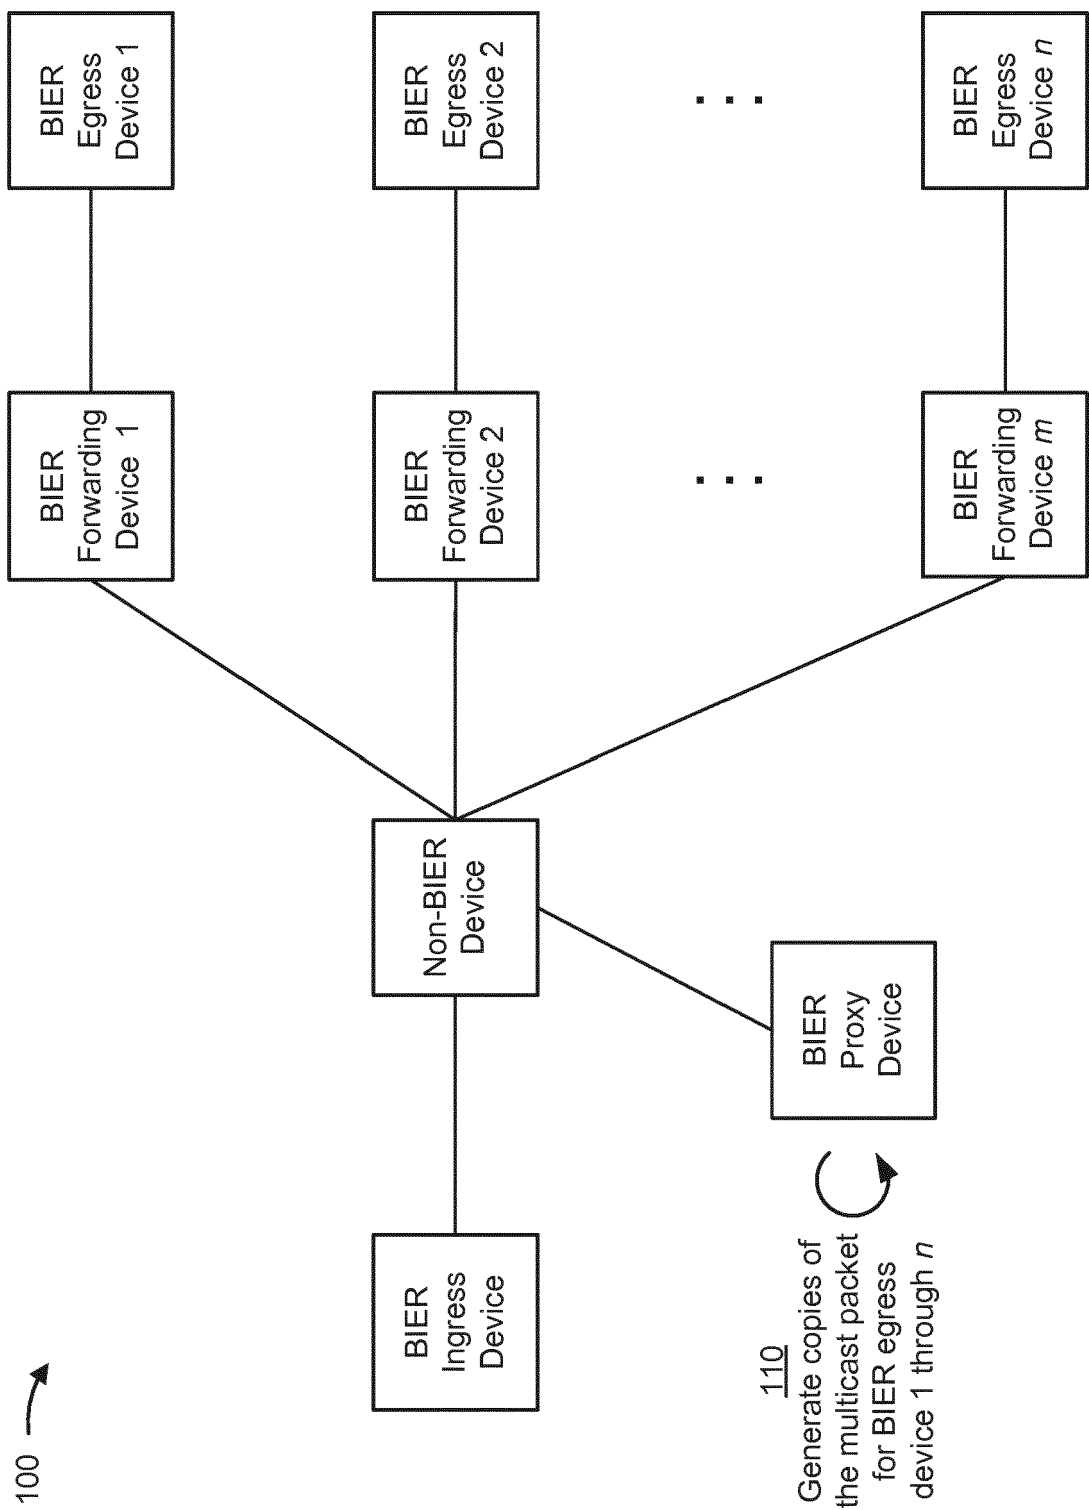 100
BIER
Ingress
Device
Non-BIER
Device
BIER
Proxy
Device
110
Generate copies of
the multicast packet
for BIER egress
device 1 through n
BIER
Forwarding
Device 1
BIER
Forwarding
Device 2
. . .
BIER
Forwarding
Device m
BIER
Egress
Device 1
BIER
Egress
Device 2
. . .
BIER
Egress
Device n